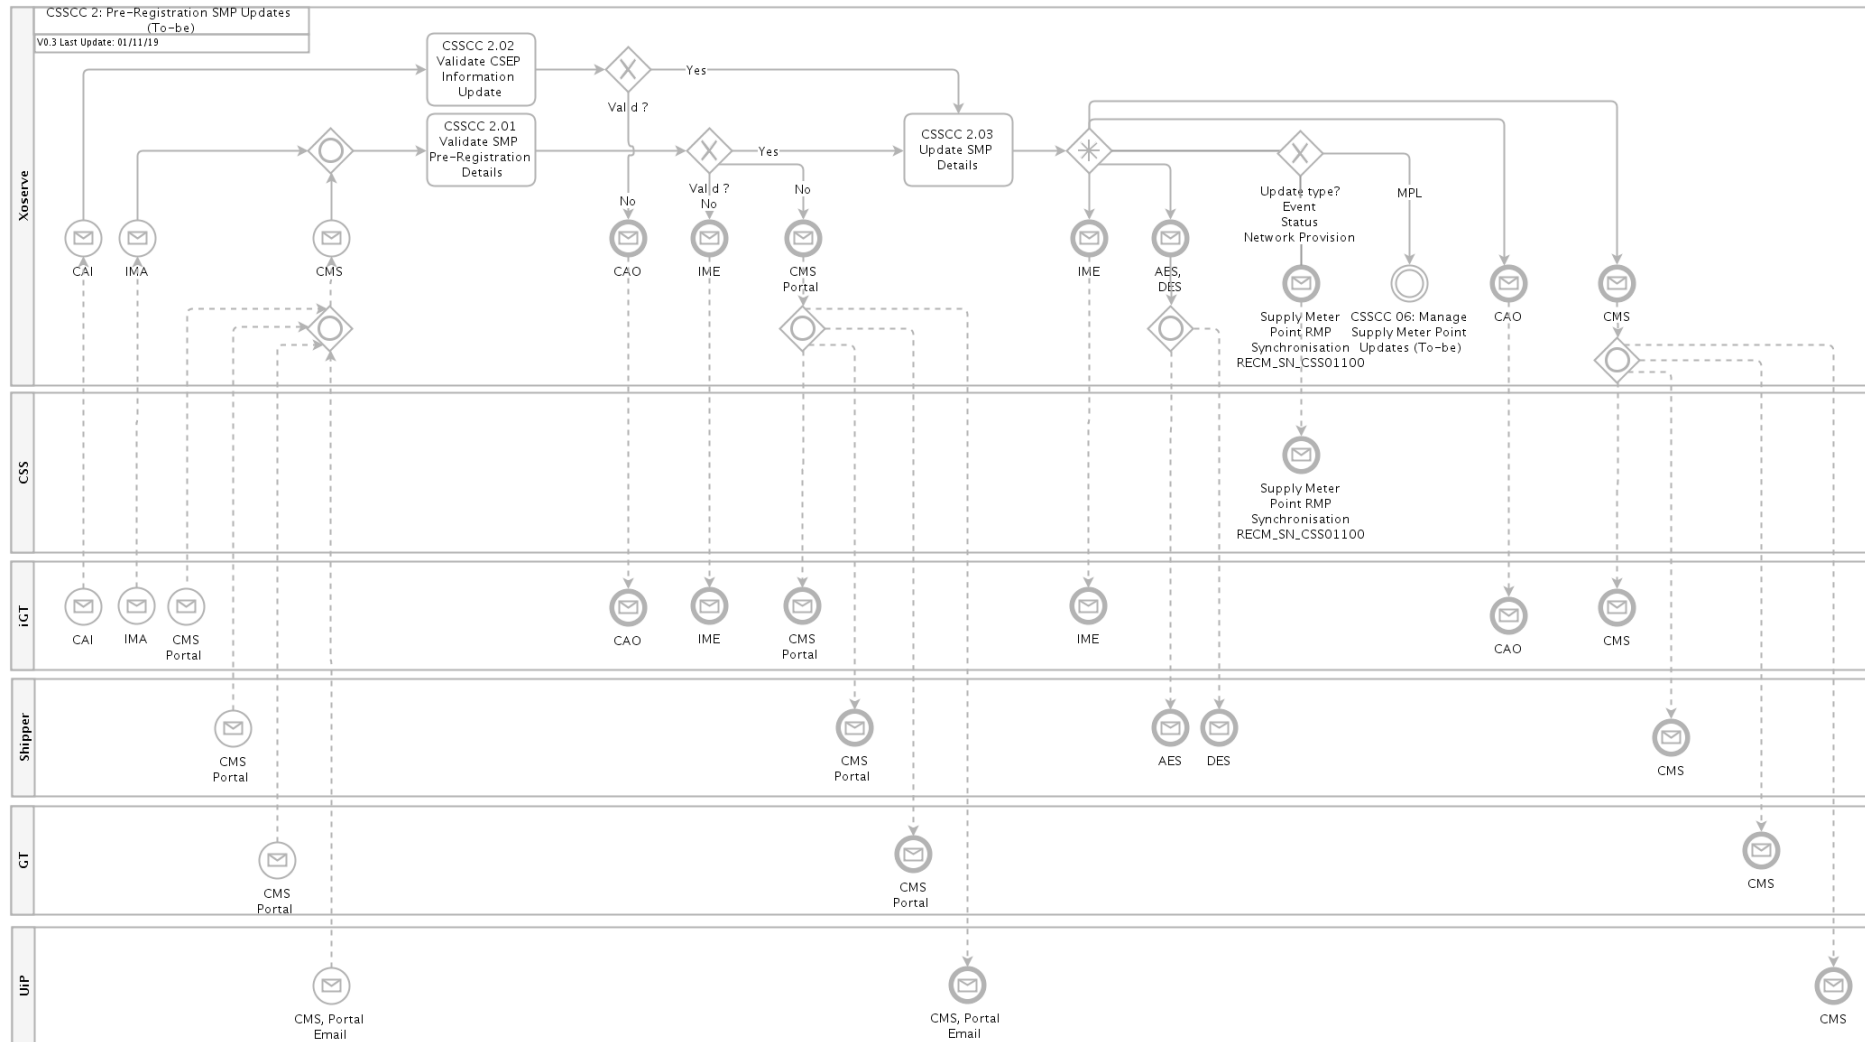 CSSCC 2: Pre-Registration SMP Updates
(To-be)
V0.3 Last Update: 01/11/19
Xoserve
CSSCC 2.02
Validate CSEP
Information
Update
Valid ?
Yes
No
CSSCC 2.01
Validate SMP
Pre-Registration
Details
Valid ?
No
Yes
No
CSSCC 2.03
Update SMP
Details
Update type?
Event
Status
Network Provision
MPL
CAI
IMA
CMS
CAO
IME
CMS
Portal
IME
AES,
DES
Supply Meter
Point RMP
Synchronisation
RECM_SN_CSS01100
CSSCC 06: Manage
Supply Meter Point
Updates (To-be)
CAO
CMS
CSS
Supply Meter
Point RMP
Synchronisation
RECM_SN_CSS01100
iGT
CAI
IMA
CMS
Portal
CAO
IME
CMS
Portal
IME
CAO
CMS
Shipper
CMS
Portal
CMS
Portal
AES
DES
CMS
GT
CMS
Portal
CMS
Portal
CMS
UiP
CMS, Portal
Email
CMS, Portal
Email
CMS